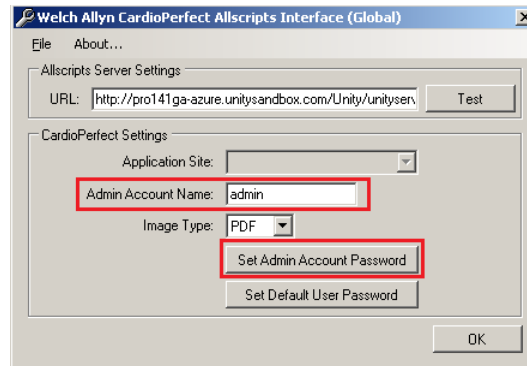 Welch Allyn CardioPerfect Allscripts Interface (Global)
File About...
Allscripts Server Settings
URL: http://pro141ga-azure.unitysandbox.com/Unity/unityserv Test
CardioPerfect Settings
Application Site:
Admin Account Name: admin
Image Type: PDF
Set Admin Account Password
Set Default User Password
OK